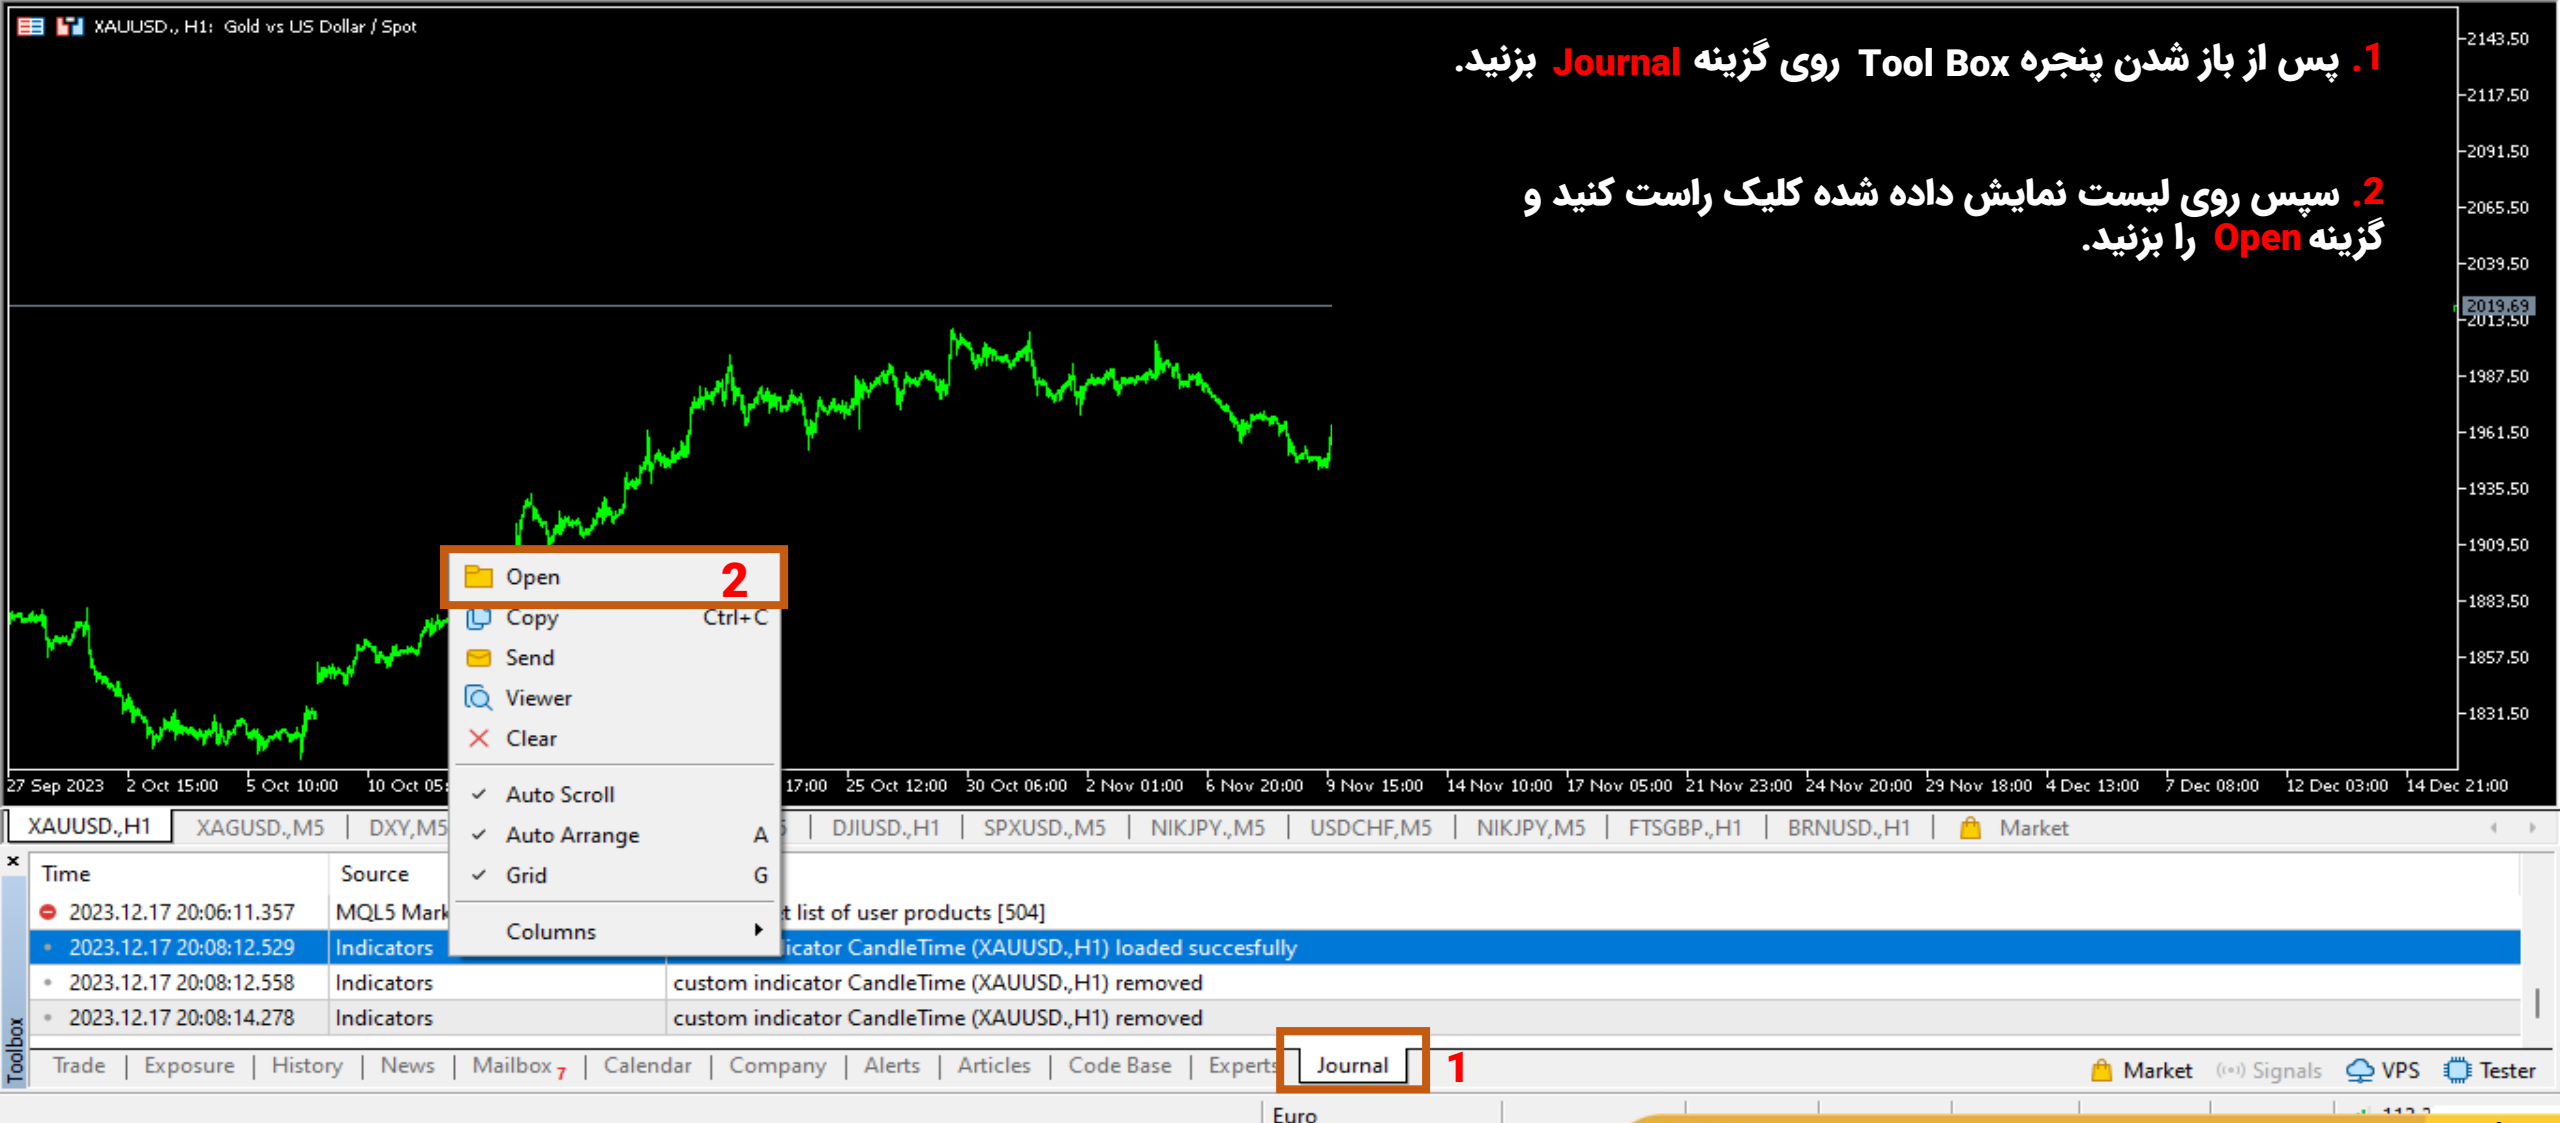 XAUUSD., H1: Gold vs US Dollar / Spot
1. پس از باز شدن پنجره Tool Box روی گزینه Journal بزنید.
2. سپس روی لیست نمایش داده شده کلیک راست کنید و
گزینه Open را بزنید.
2143.50
2117.50
2091.50
2065.50
2039.50
2019.69
2013.50
1987.50
1961.50
1935.50
1909.50
1883.50
1857.50
1831.50
Open 2
Copy Ctrl+C
Send
Viewer
Clear
Auto Scroll
Auto Arrange A
Grid G
Columns
27 Sep 2023 2 Oct 15:00 5 Oct 10:00 10 Oct 05: 17:00 25 Oct 12:00 30 Oct 06:00 2 Nov 01:00 6 Nov 20:00 9 Nov 15:00 14 Nov 10:00 17 Nov 05:00 21 Nov 23:00 24 Nov 20:00 29 Nov 18:00 4 Dec 13:00 7 Dec 08:00 12 Dec 03:00 14 Dec 21:00
XAUUSD.,H1 XAGUSD.,M5 | DXY,M5 | DJIUSD.,H1 | SPXUSD.,M5 | NIKJPY.,M5 | USDCHF,M5 | NIKJPY,M5 | FTSGBP.,H1 | BRNUSD.,H1 | Market
Time Source
2023.12.17 20:06:11.357 MQL5 Mark t list of user products [504]
2023.12.17 20:08:12.529 Indicators icator CandleTime (XAUUSD.,H1) loaded succesfully
2023.12.17 20:08:12.558 Indicators custom indicator CandleTime (XAUUSD.,H1) removed
2023.12.17 20:08:14.278 Indicators custom indicator CandleTime (XAUUSD.,H1) removed
Toolbox
Trade | Exposure | History | News | Mailbox 7 | Calendar | Company | Alerts | Articles | Code Base | Experts Journal 1
Market Signals VPS Tester
Euro